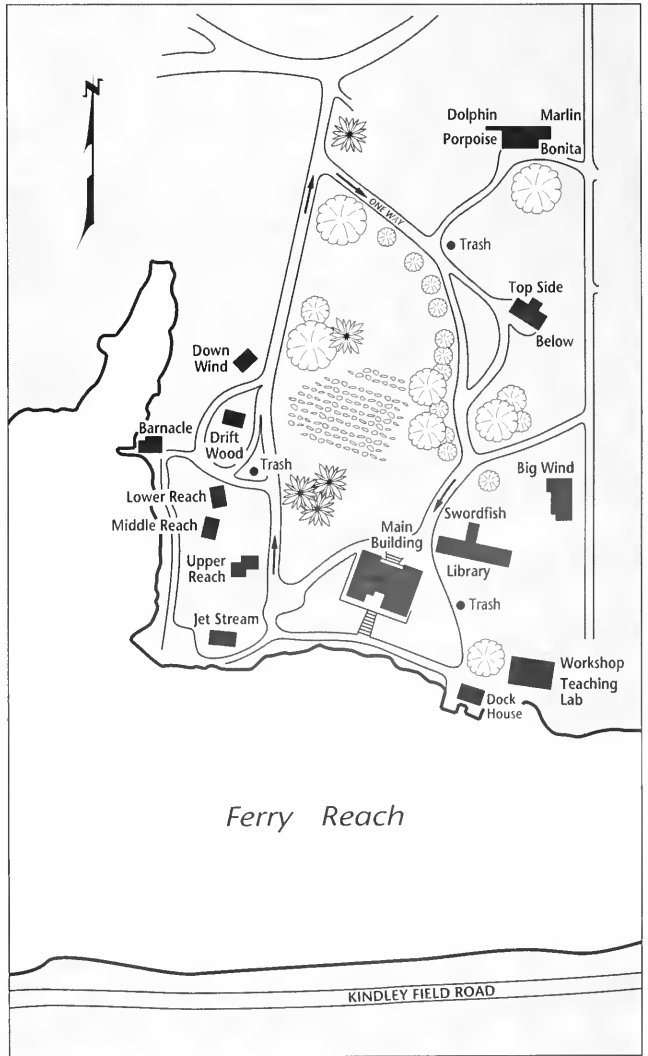 N
Dolphin
Marlin
Porpoise
Bonita
ONE WAY
Trash
Top Side
Below
Down
Wind
Barnacle
Drift
Wood
Trash
Lower Reach
Middle Reach
Upper
Reach
Jet Stream
Big Wind
Swordfish
Main
Building
Library
Trash
Workshop
Teaching
Lab
Dock
House
Ferry Reach
KINDLEY FIELD ROAD